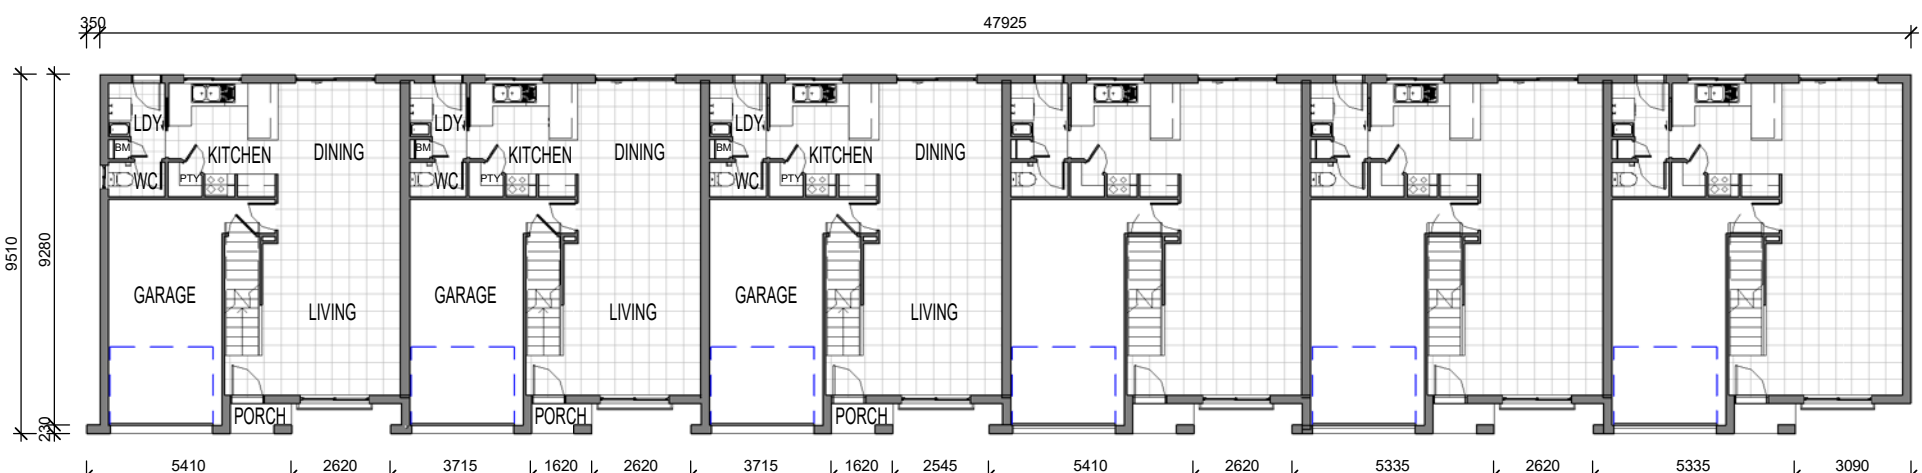 350 47925
LDY LDY LDY
BM BM BM
KITCHEN DINING KITCHEN DINING KITCHEN DINING
WC PTY WC PTY WC PTY
9510 9280
GARAGE LIVING GARAGE LIVING GARAGE LIVING
230
PORCH PORCH PORCH
5410 2620 3715 1620 2620 3715 1620 2545 5410 2620 5335 2620 5335 3090